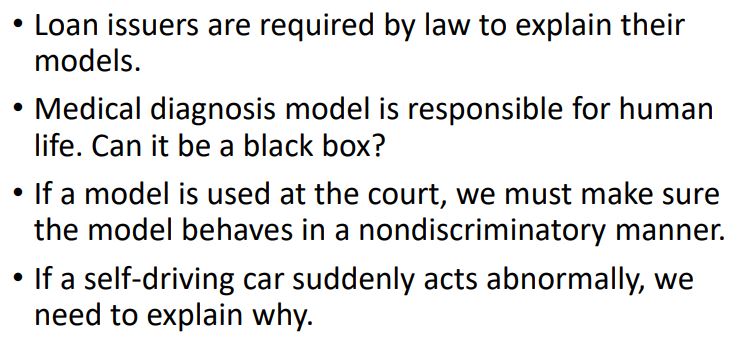 • Loan issuers are required by law to explain their
models.
• Medical diagnosis model is responsible for human
life. Can it be a black box?
• If a model is used at the court, we must make sure
the model behaves in a nondiscriminatory manner.
• If a self-driving car suddenly acts abnormally, we
need to explain why.